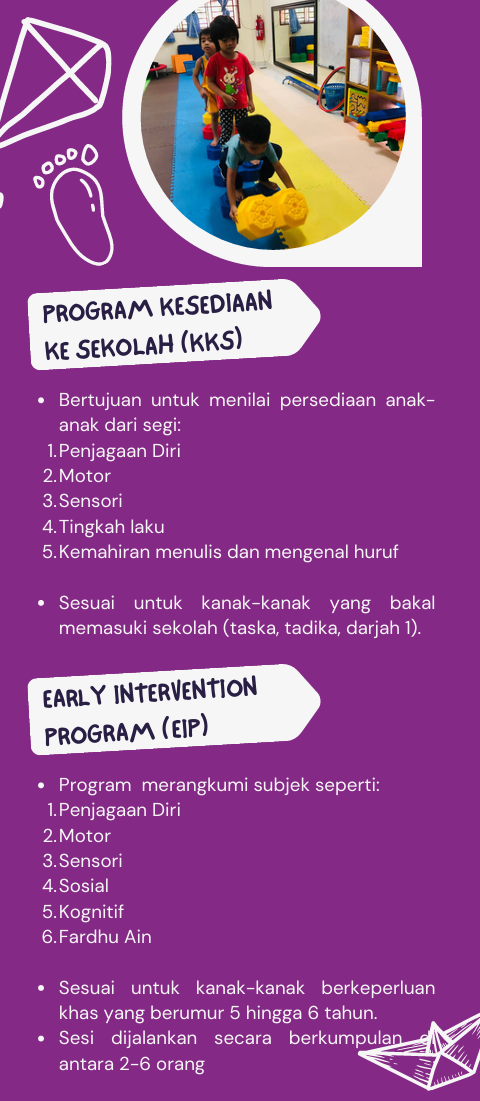 PROGRAM KESEDIAAN
KE SEKOLAH (KKS)
• Bertujuan untuk menilai persediaan anak-
anak dari segi:
1. Penjagaan Diri
2. Motor
3. Sensori
4. Tingkah laku
5. Kemahiran menulis dan mengenal huruf
• Sesuai untuk kanak-kanak yang bakal
memasuki sekolah (taska, tadika, darjah 1).
EARLY INTERVENTION
PROGRAM (EIP)
• Program merangkumi subjek seperti:
1. Penjagaan Diri
2. Motor
3. Sensori
4. Sosial
5. Kognitif
6. Fardhu Ain
• Sesuai untuk kanak-kanak berkeperluan
khas yang berumur 5 hingga 6 tahun.
• Sesi dijalankan secara berkumpulan
antara 2-6 orang